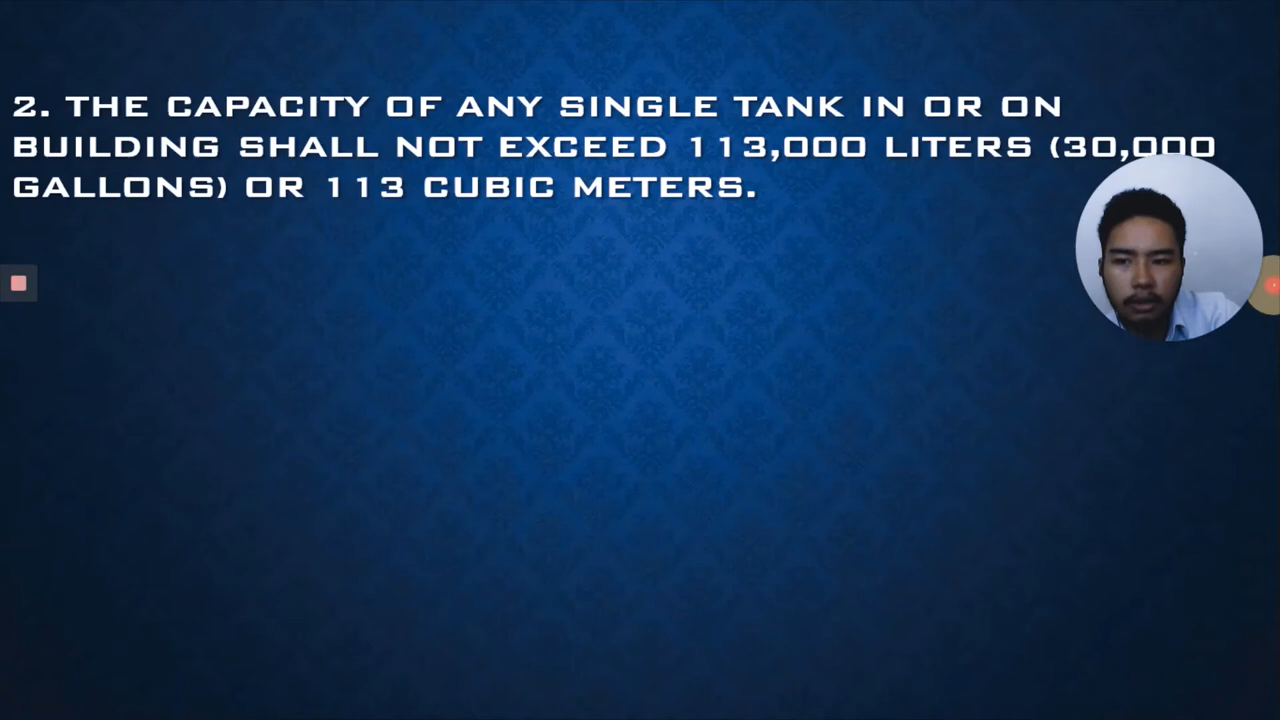 2. THE CAPACITY OF ANY SINGLE TANK IN OR ON
BUILDING SHALL NOT EXCEED 113,000 LITERS (30,000
GALLONS) OR 113 CUBIC METERS.